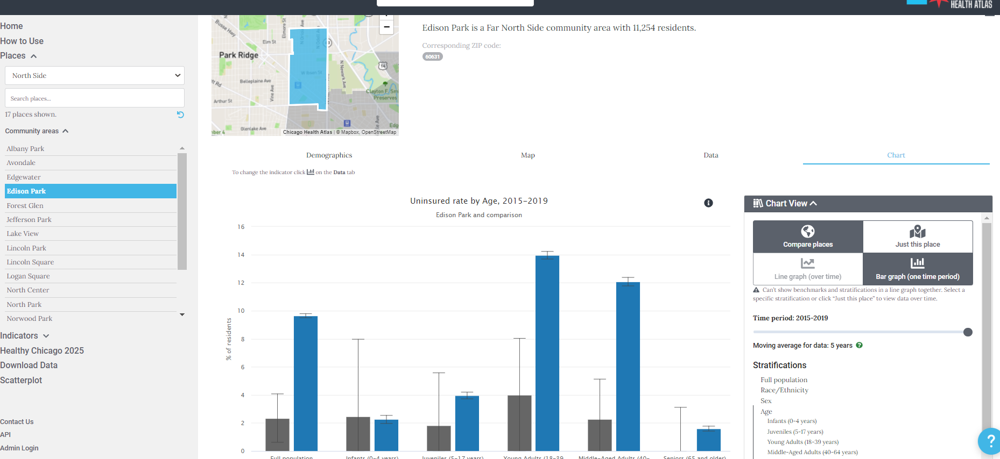 HEALTH ATLAS
Home
How to Use
Places
North Side
Search places...
17 places shown.
Community areas
Albany Park
Avondale
Edgewater
Edison Park
Forest Glen
Jefferson Park
Lake View
Lincoln Park
Lincoln Square
Logan Square
North Center
North Park
Norwood Park
Indicators
Healthy Chicago 2025
Download Data
Scatterplot
Contact Us
API
Admin Login
Busse Hwy
Elmore St
Elm St
Park Ridge
W Ibsen St
N Newark Ave
Belleplaine Ave
Vine Ave
Arthur St
Clayton F. Sm
Preserves
Glenlake Ave
Edg
Chicago Health Atlas | © Mapbox, OpenStreetMap
Edison Park is a Far North Side community area with 11,254 residents.
Corresponding ZIP code:
60631
Demographics
Map
Data
Chart
To change the indicator click on the Data tab
Uninsured rate by Age, 2015-2019
Edison Park and comparison
% of residents
16
14
12
10
8
6
4
2
0
Full population
Infants (0-4 years)
Juveniles (5-17 years)
Young Adults (18-39
Middle-Aged Adults (40-
Seniors (65 and older)
Chart View
Compare places
Just this place
Line graph (over time)
Bar graph (one time period)
Can't show benchmarks and stratifications in a line graph together. Select a
specific stratification or click "Just this place" to view data over time.
Time period: 2015-2019
Moving average for data: 5 years ?
Stratifications
Full population
Race/Ethnicity
Sex
Age
Infants (0-4 years)
Juveniles (5-17 years)
Young Adults (18-39 years)
Middle-Aged Adults (40-64 years)
?